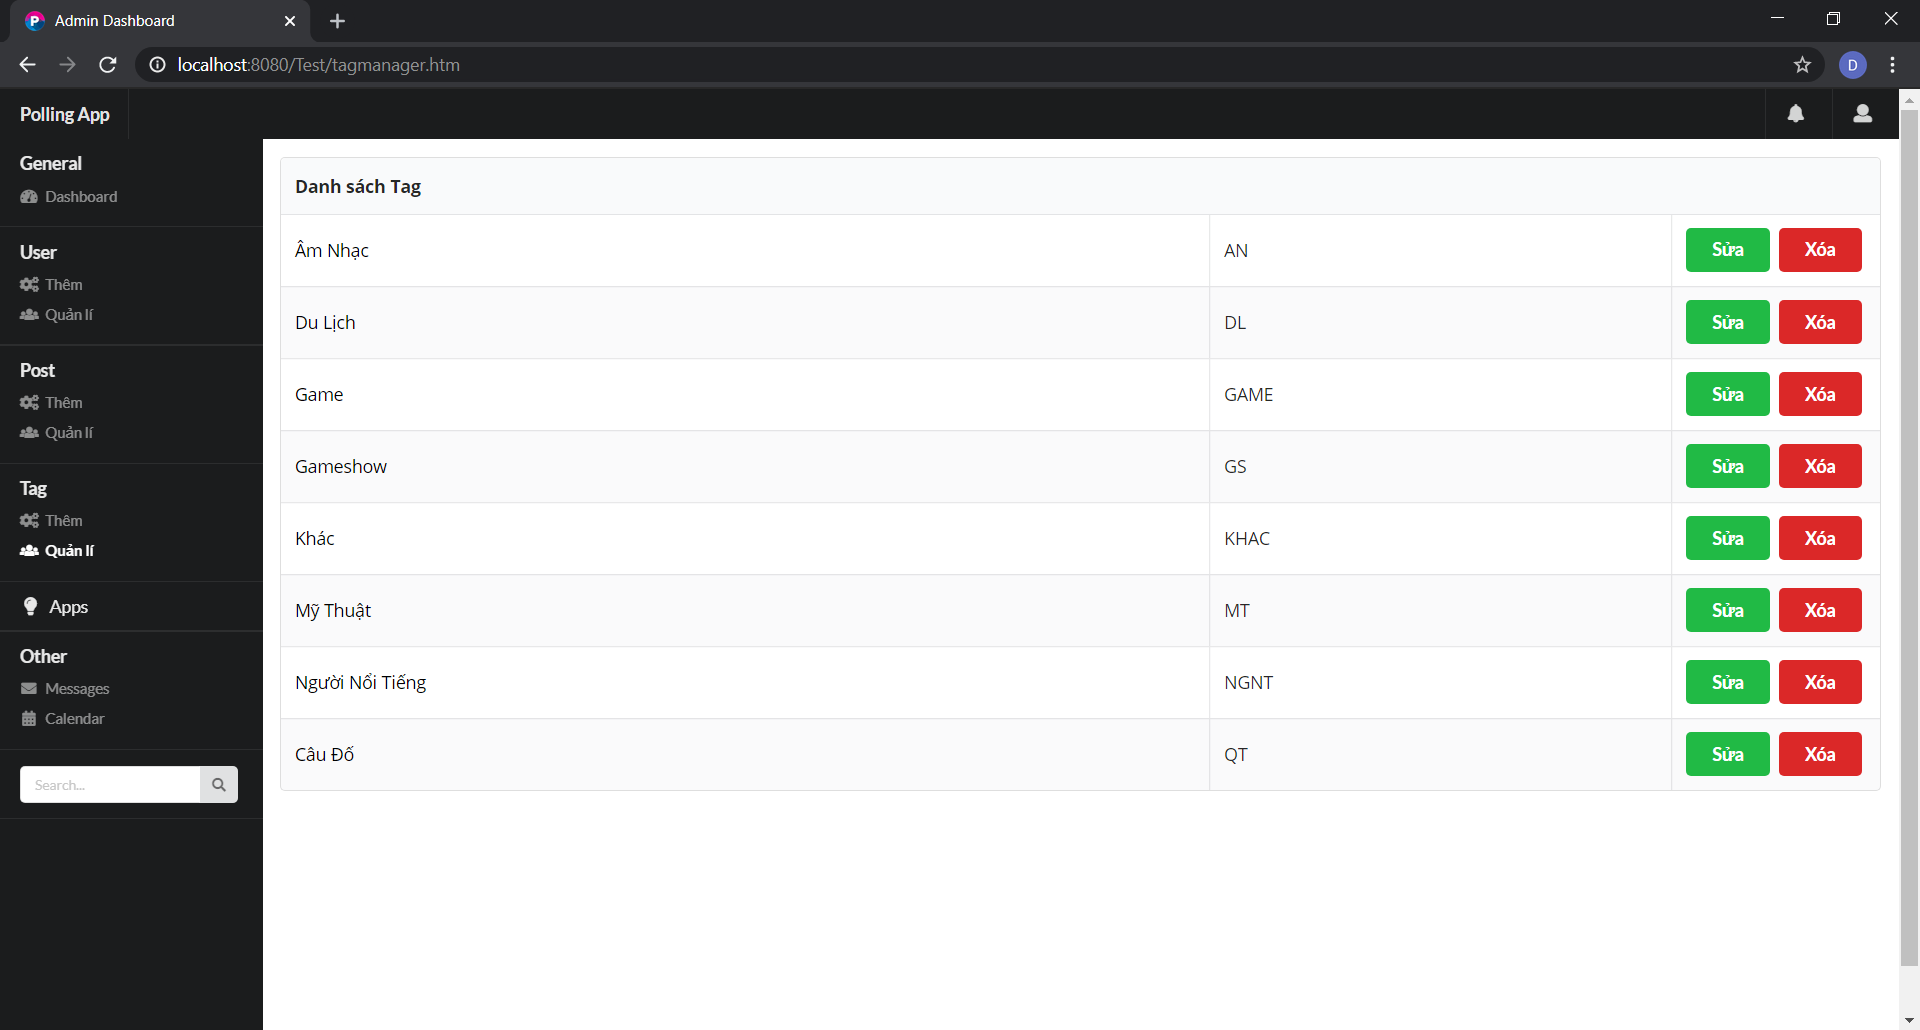 Admin Dashboard
localhost:8080/Test/tagmanager.htm
D
Polling App
General
Dashboard
User
Thêm
Quản lí
Post
Thêm
Quản lí
Tag
Thêm
Quản lí
Apps
Other
Messages
Calendar
Search...
Danh sách Tag
Âm Nhạc AN Sửa Xóa
Du Lịch DL Sửa Xóa
Game GAME Sửa Xóa
Gameshow GS Sửa Xóa
Khác KHAC Sửa Xóa
Mỹ Thuật MT Sửa Xóa
Người Nổi Tiếng NGNT Sửa Xóa
Câu Đố QT Sửa Xóa